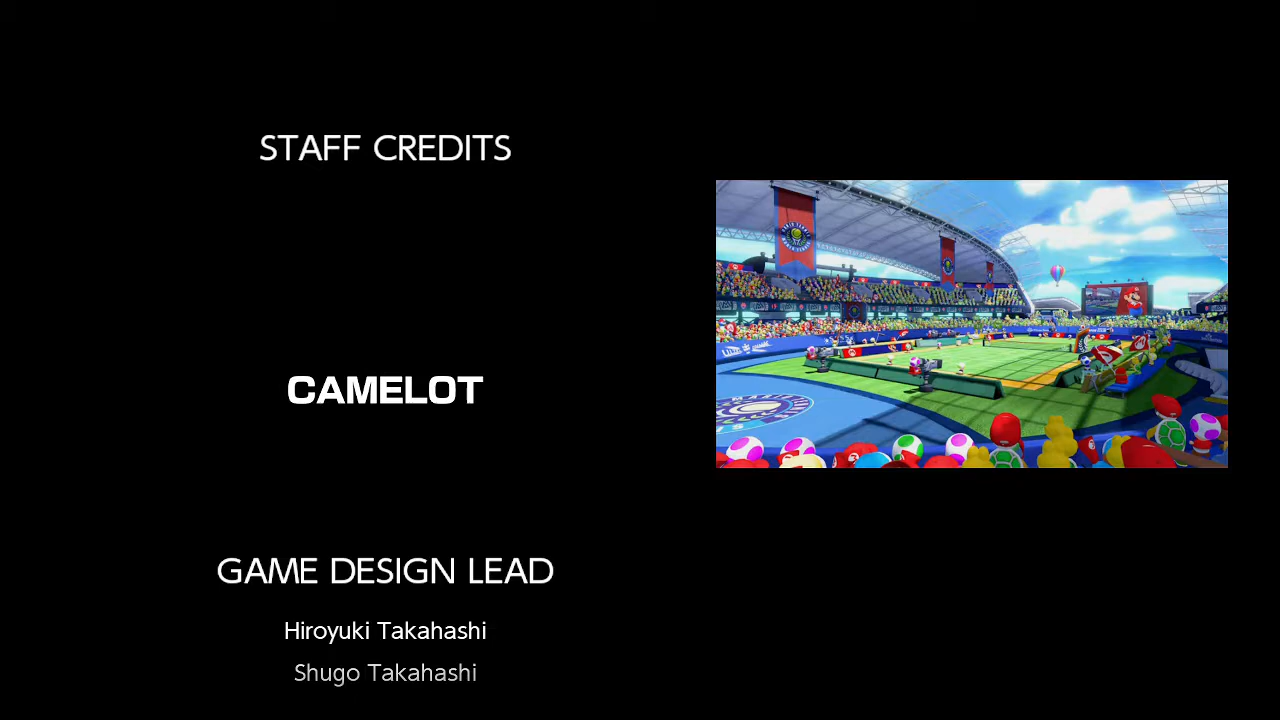 STAFF CREDITS
CAMELOT
GAME DESIGN LEAD
Hiroyuki Takahashi
Shugo Takahashi